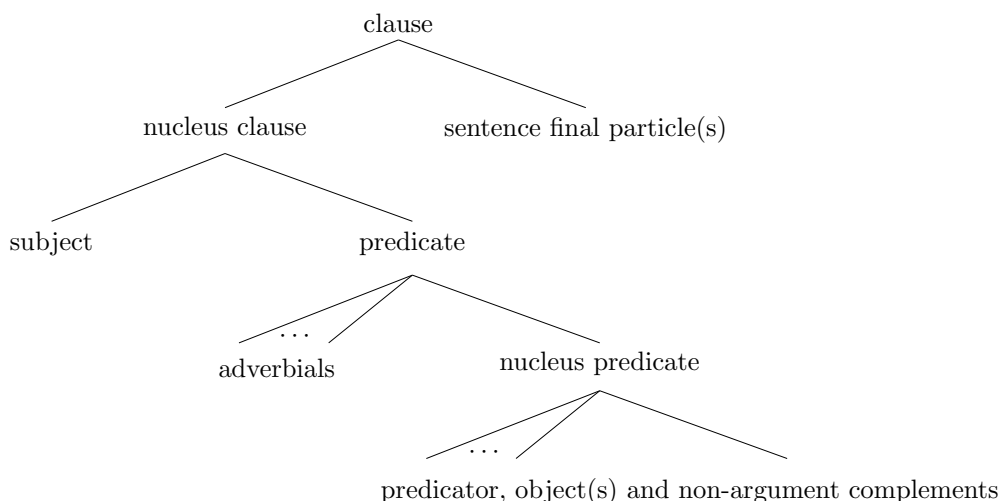 clause
nucleus clause sentence final particle(s)
subject predicate
...
adverbials nucleus predicate
...
predicator, object(s) and non-argument complements